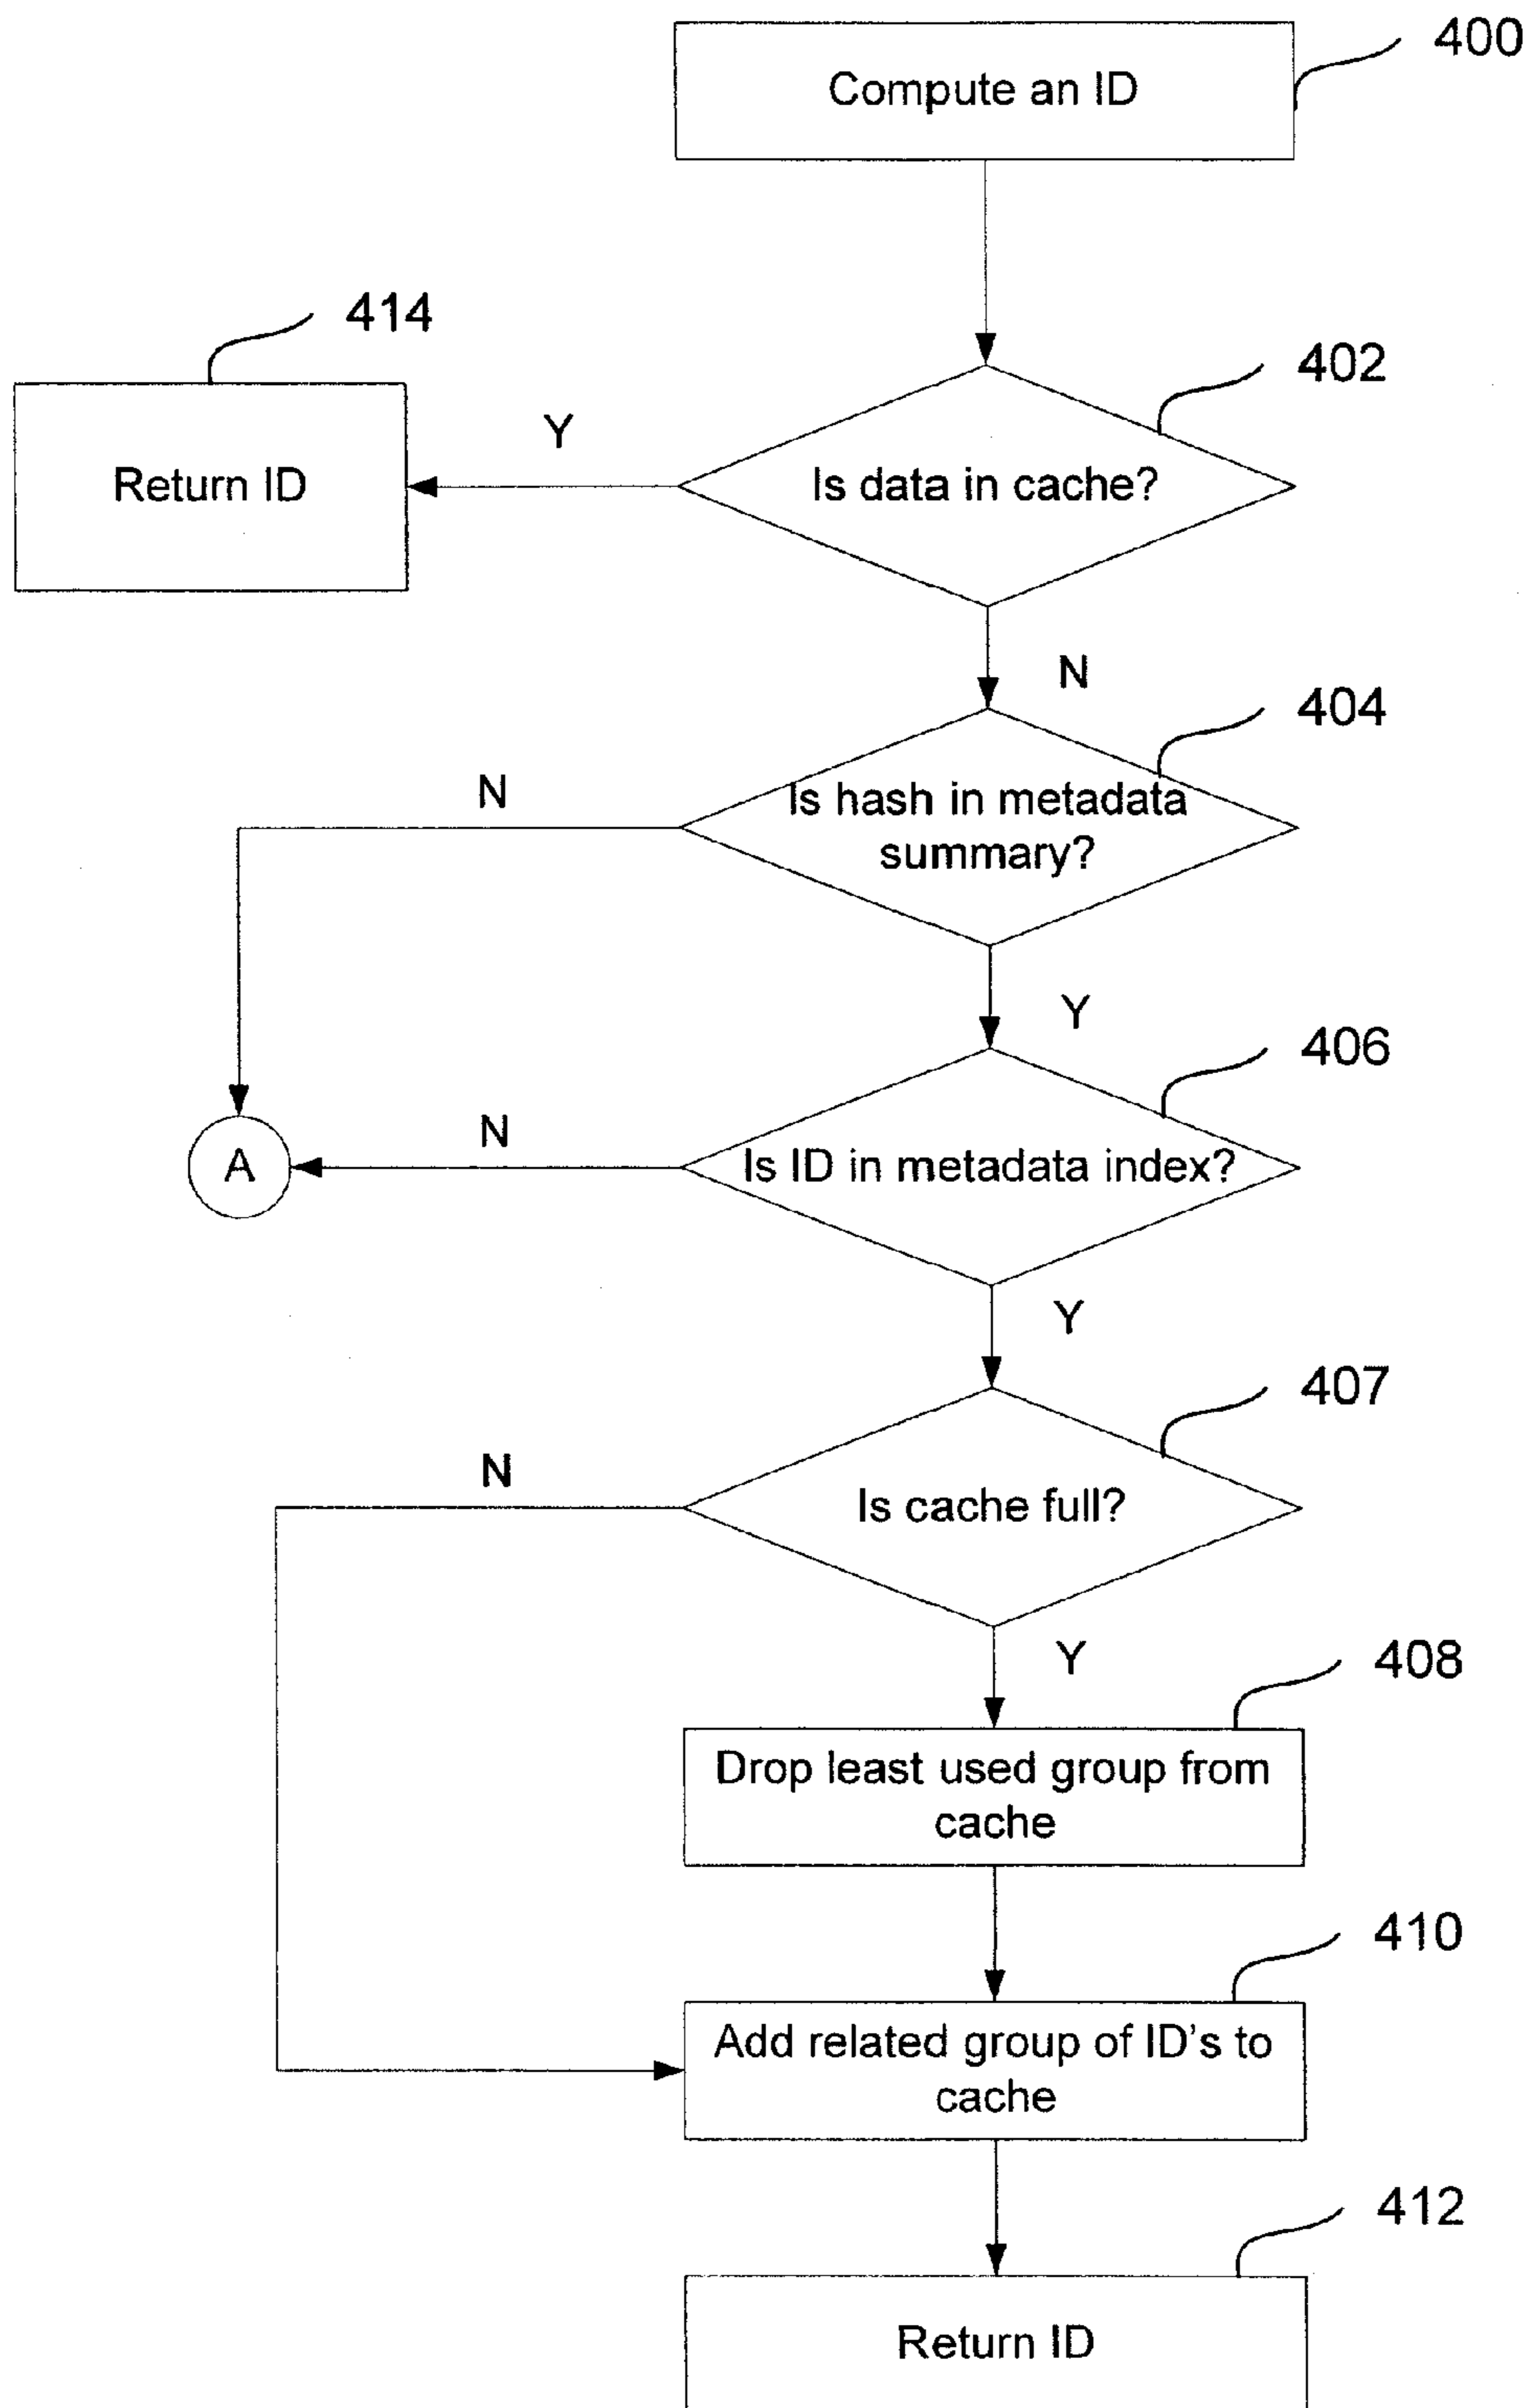 400
Compute an ID
414
402
Y
Return ID
Is data in cache?
N
404
N
Is hash in metadata
summary?
Y
406
N
A
Is ID in metadata index?
Y
407
N
Is cache full?
Y
408
Drop least used group from
cache
410
Add related group of ID's to
cache
412
Return ID